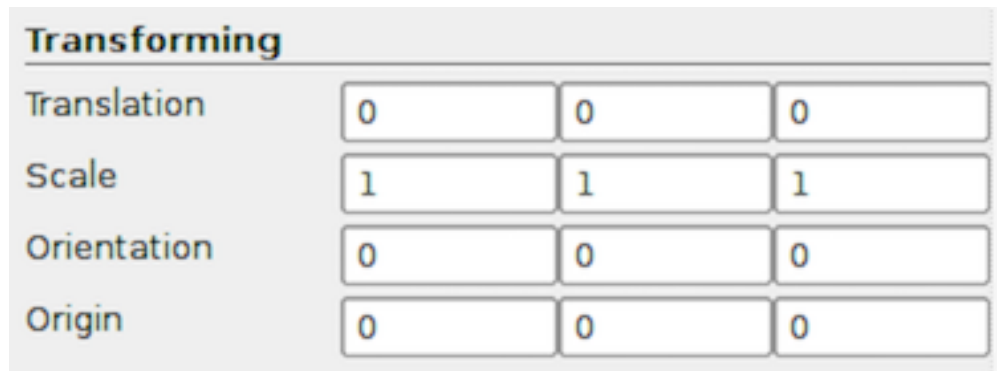 Transforming
Translation 0 0 0
Scale 1 1 1
Orientation 0 0 0
Origin 0 0 0